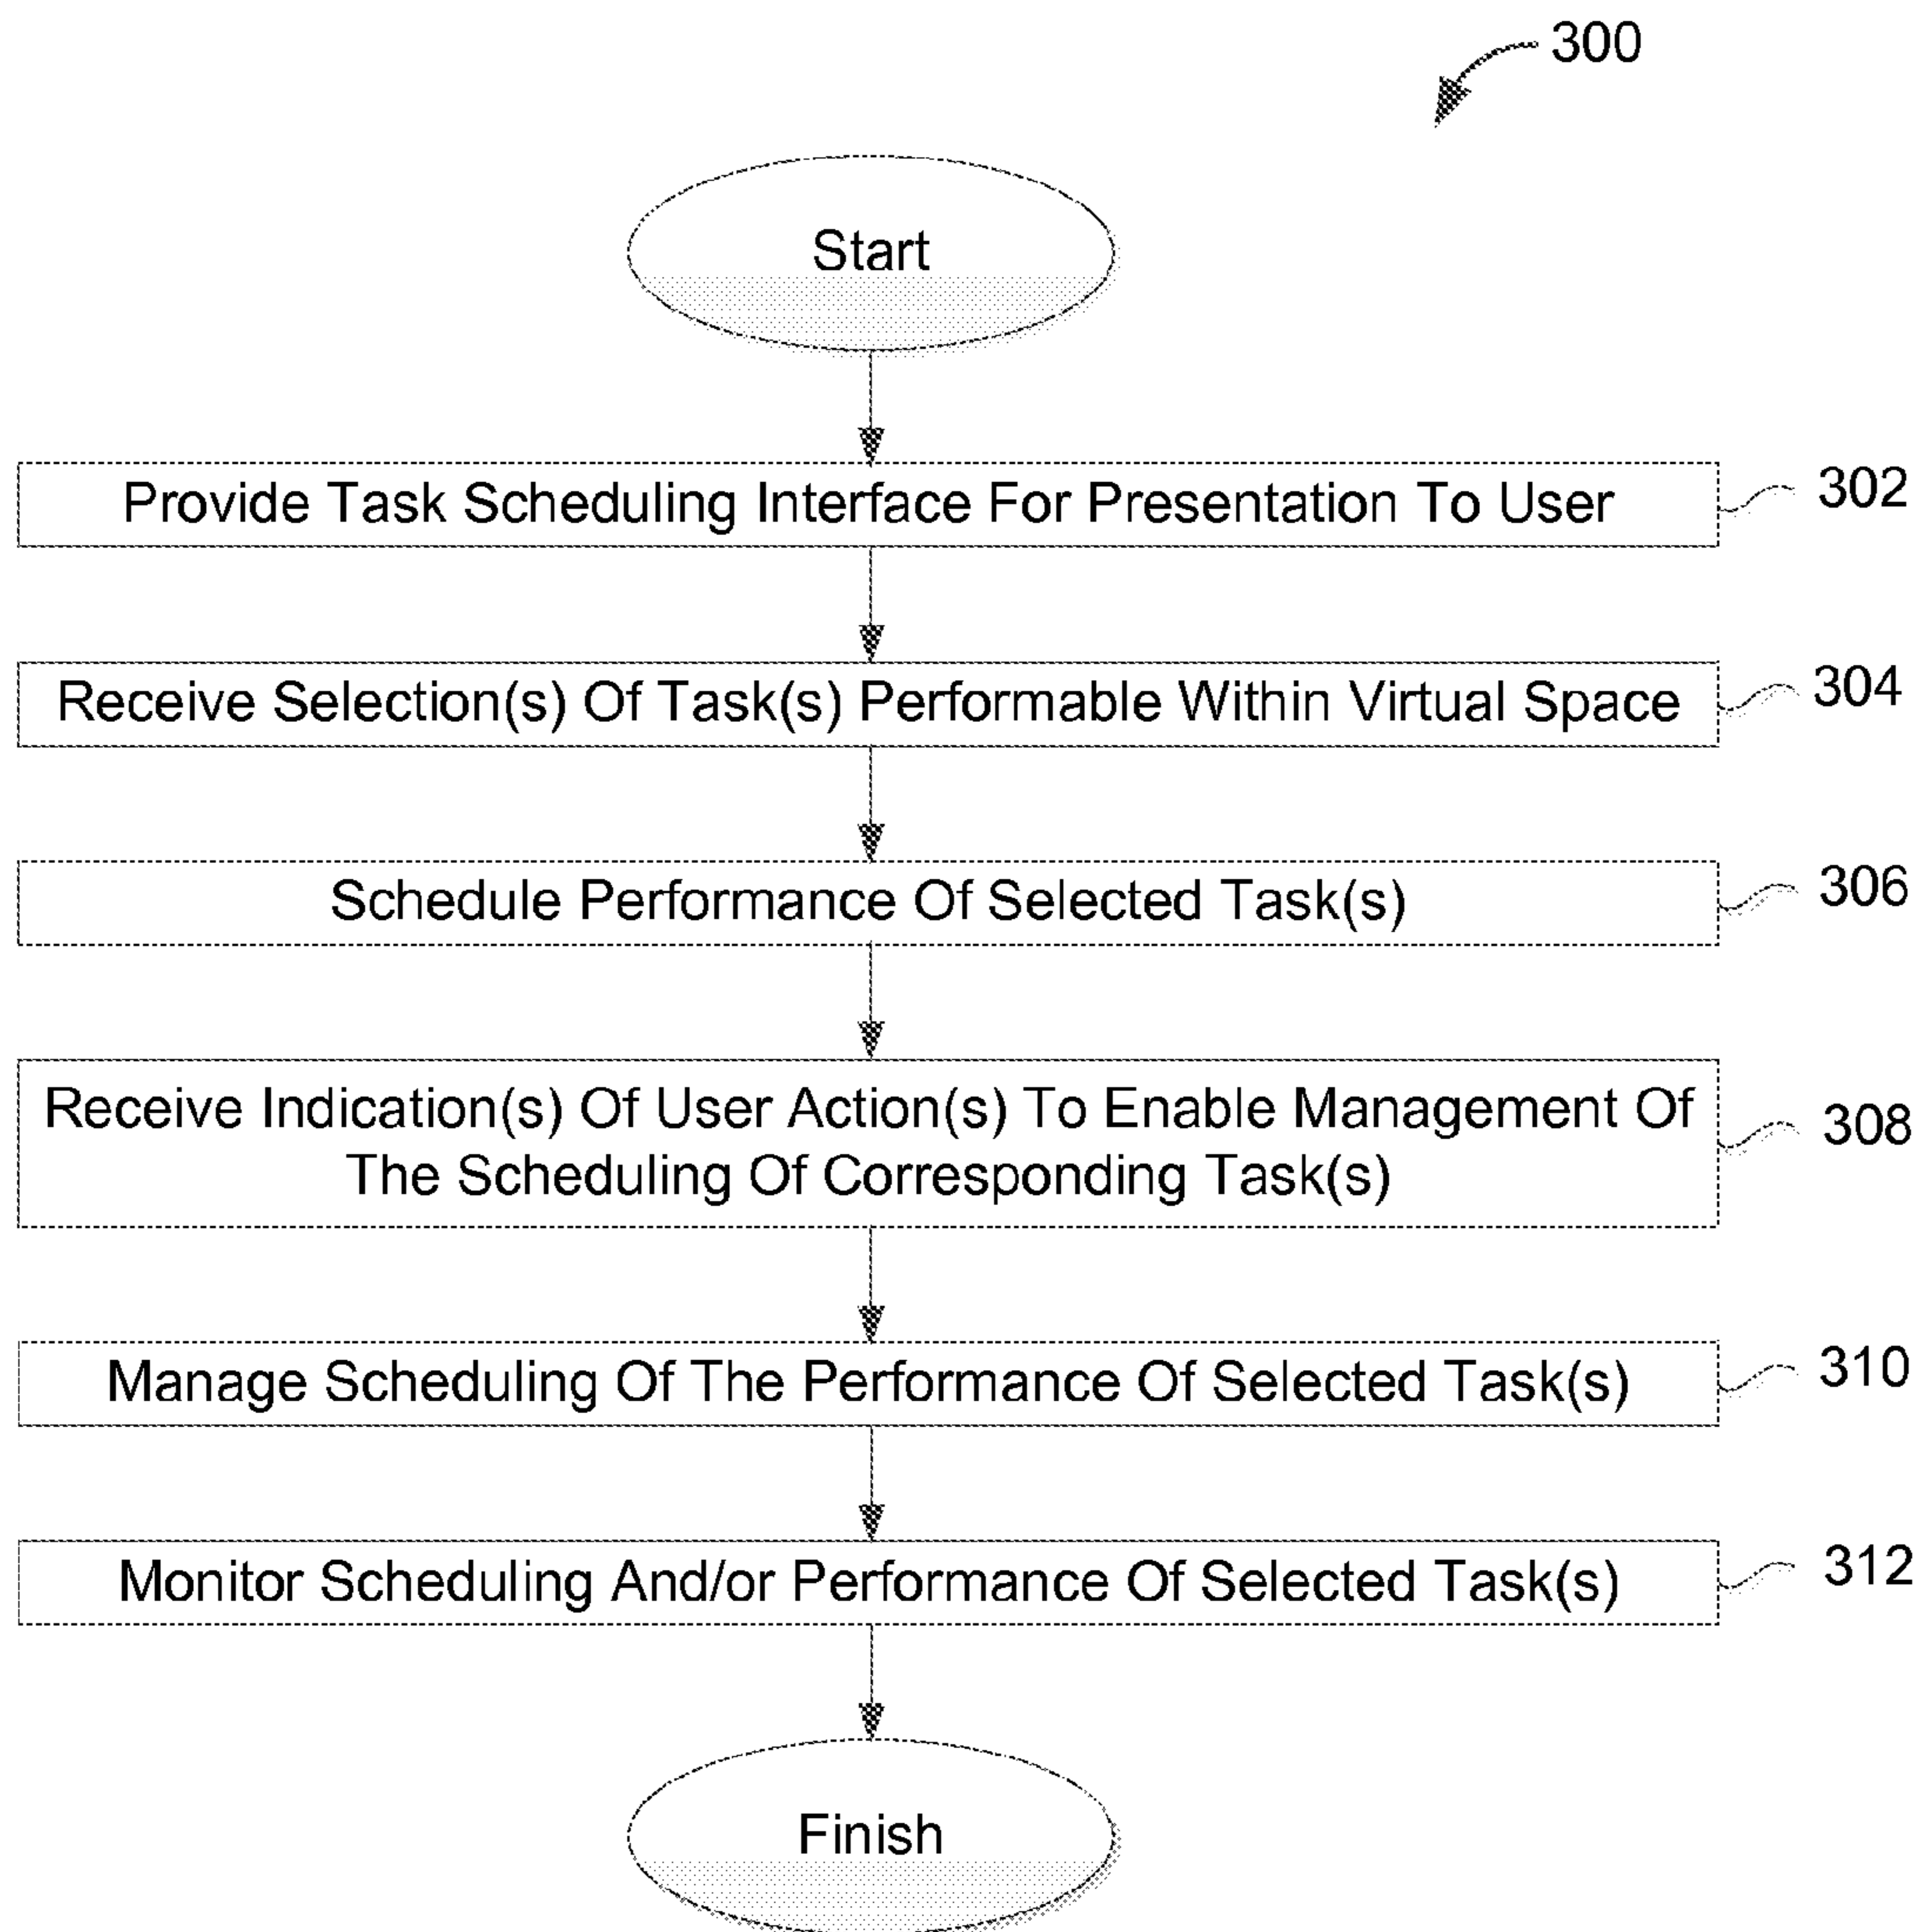 300
Start
Provide Task Scheduling Interface For Presentation To User
302
Receive Selection(s) Of Task(s) Performable Within Virtual Space
304
Schedule Performance Of Selected Task(s)
306
Receive Indication(s) Of User Action(s) To Enable Management Of
The Scheduling Of Corresponding Task(s)
308
Manage Scheduling Of The Performance Of Selected Task(s)
310
Monitor Scheduling And/or Performance Of Selected Task(s)
312
Finish